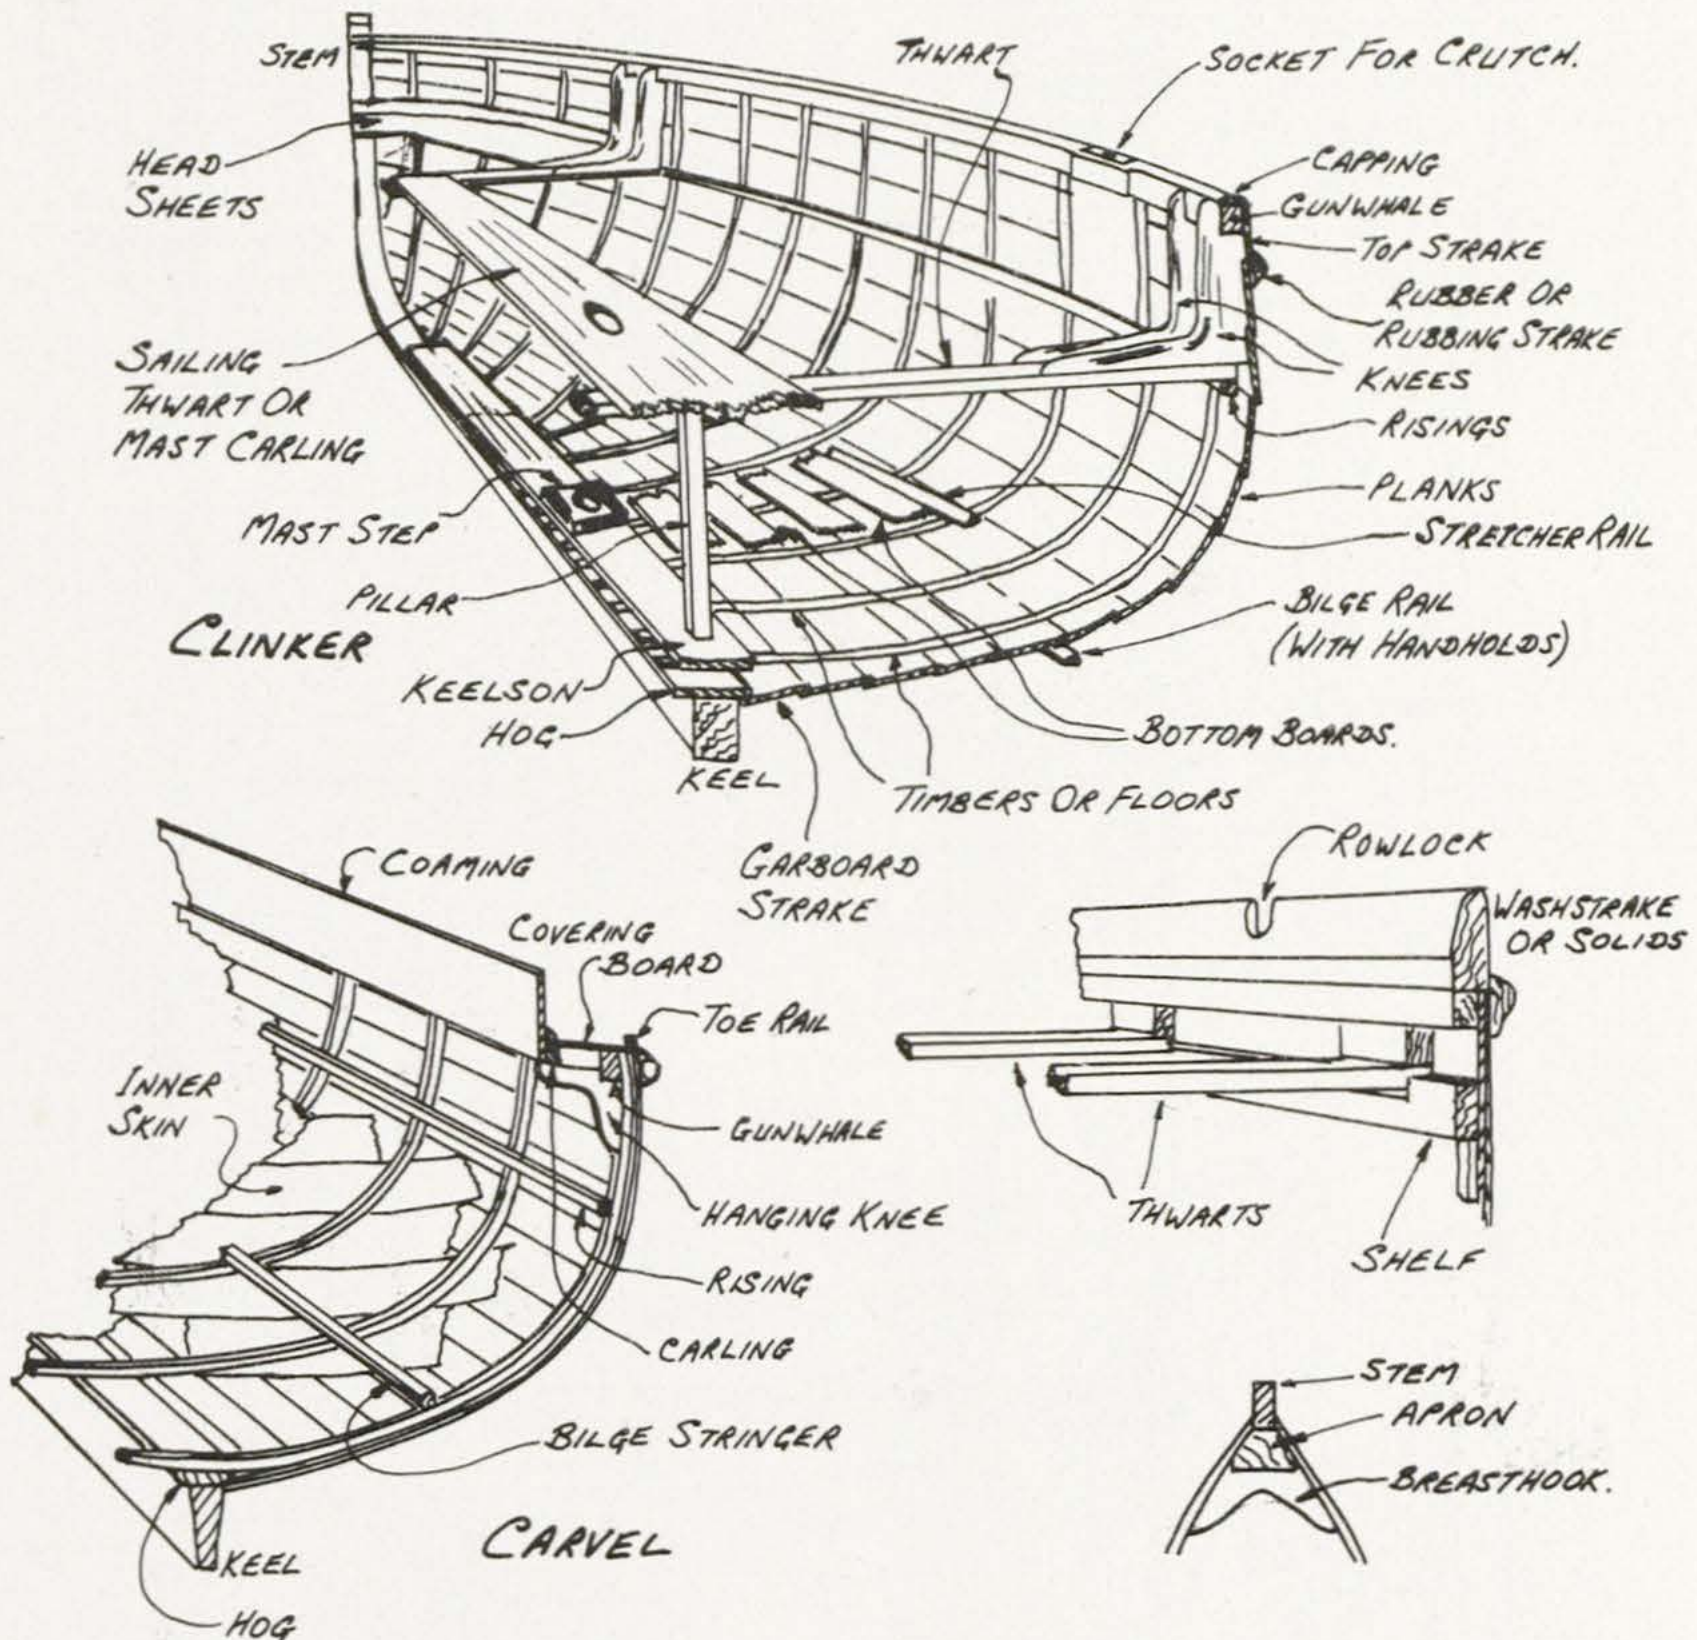 STEM
THWART
SOCKET FOR CRUTCH.
HEAD
SHEETS
CAPPING
GUNWHALE
TOP STRAKE
RUBBER OR
RUBBING STRAKE
KNEES
RISINGS
SAILING
THWART OR
MAST CARLING
PLANKS
STRETCHER RAIL
MAST STEP
PILLAR
CLINKER
BILGE RAIL
(WITH HANDHOLDS)
KEELSON
HOG
BOTTOM BOARDS.
KEEL
TIMBERS OR FLOORS
GARBOARD
STRAKE
COAMING
COVERING
BOARD
TOE RAIL
INNER
SKIN
GUNWHALE
HANGING KNEE
RISING
CARLING
BILGE STRINGER
CARVEL
KEEL
HOG
ROWLOCK
WASHSTRAKE
OR SOLIDS
THWARTS
SHELF
STEM
APRON
BREASTHOOK.